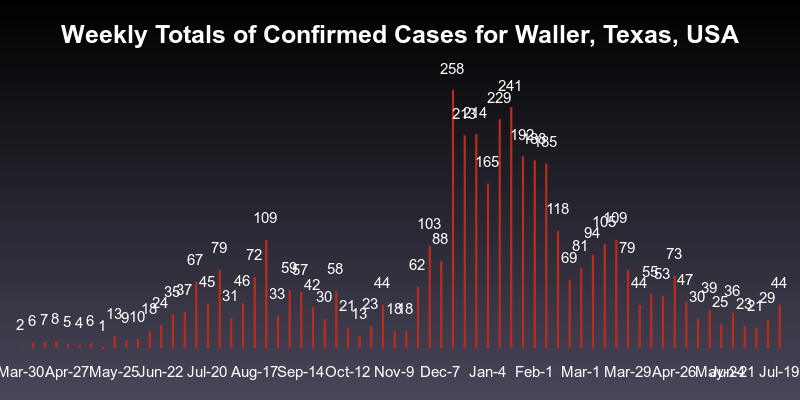 Weekly Totals of Confirmed Cases for Waller, Texas, USA
2 6 7 8 5 4 6 1 13 9 10 18 24 35 37 67 45 79 31 46 72 109 33 59 57 42 30 58 21 13 23 44 18 18 62 103 88 258 213 214 165 229 241 192 188 185 118 69 81 94 105 109 79 44 55 53 73 47 30 39 25 36 23 21 29 44
Mar-30 Apr-27 May-25 Jun-22 Jul-20 Aug-17 Sep-14 Oct-12 Nov-9 Dec-7 Jan-4 Feb-1 Mar-1 Mar-29 Apr-26 May-24 Jun-21 Jul-19